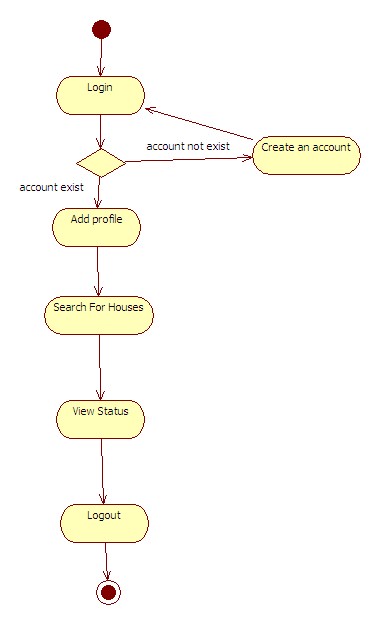 Login
account not exist
Create an account
account exist
Add profile
Search For Houses
View Status
Logout